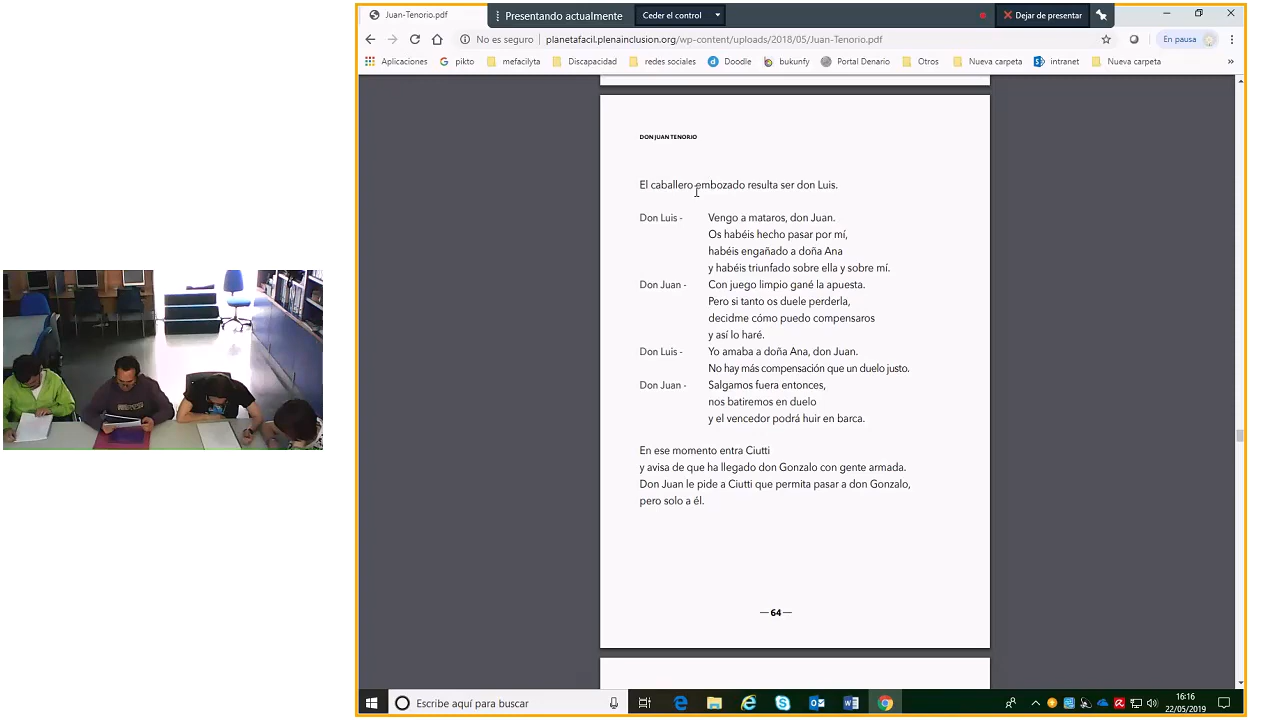 Juan-Tenorio.pdf
Presentando actualmente
Ceder el control
Dejar de presentar
No es seguro | planetafacil.plenainclusion.org/wp-content/uploads/2018/05/Juan-Tenorio.pdf
En pausa
Aplicaciones pikto mefacilyta Discapacidad redes sociales Doodle bukunfy Portal Denario Otros Nueva carpeta intranet Nueva carpeta »
DON JUAN TENORIO
El caballero embozado resulta ser don Luis.
Don Luis - Vengo a mataros, don Juan.
Os habéis hecho pasar por mí,
habéis engañado a doña Ana
y habéis triunfado sobre ella y sobre mí.
Don Juan - Con juego limpio gané la apuesta.
Pero si tanto os duele perderla,
decidme cómo puedo compensaros
y así lo haré.
Don Luis - Yo amaba a doña Ana, don Juan.
No hay más compensación que un duelo justo.
Don Juan - Salgamos fuera entonces,
nos batiremos en duelo
y el vencedor podrá huir en barca.
En ese momento entra Ciutti
y avisa de que ha llegado don Gonzalo con gente armada.
Don Juan le pide a Ciutti que permita pasar a don Gonzalo,
pero solo a él.
— 64 —
Escribe aquí para buscar
16:16
22/05/2019